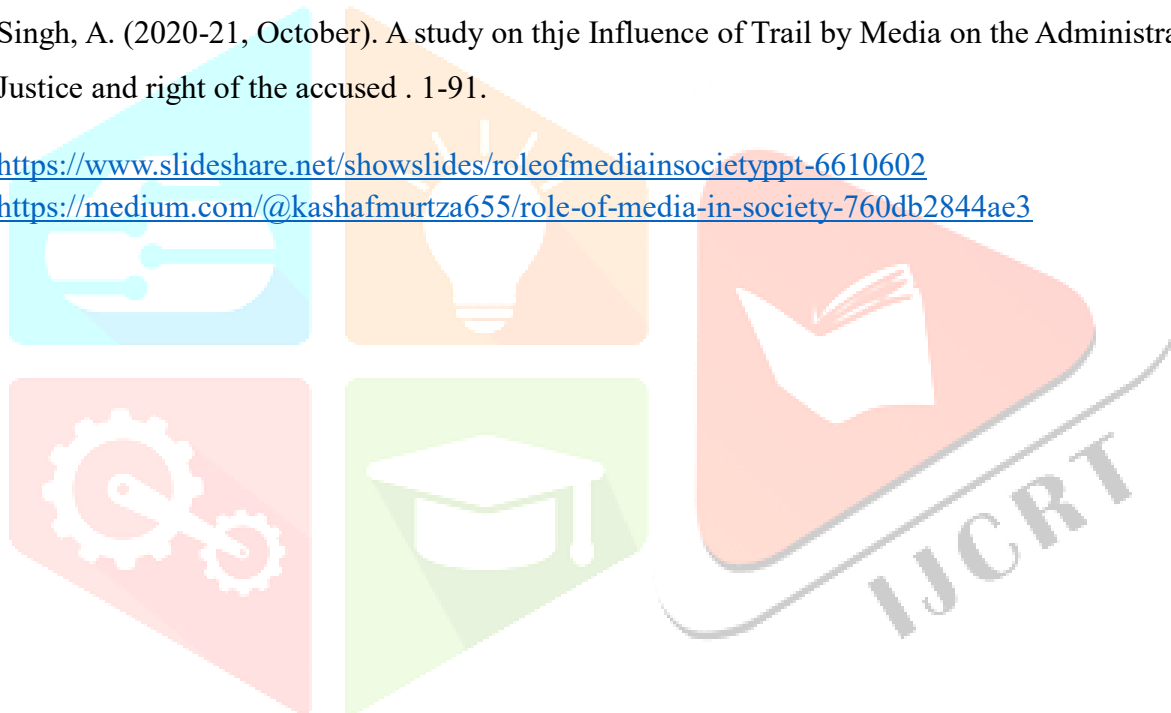 Singh, A. (2020-21, October). A study on thje Influence of Trail by Media on the Administra
Justice and right of the accused . 1-91.
https://www.slideshare.net/showslides/roleofmediainsocietyppt-6610602
https://medium.com/@kashafmurtza655/role-of-media-in-society-760db2844ae3
IJCRT